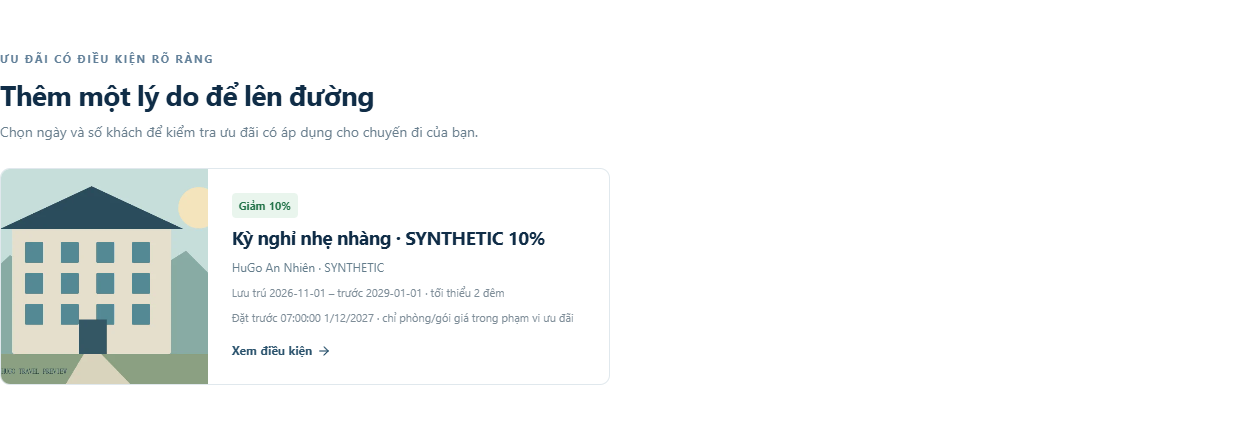 ƯU ĐÃI CÓ ĐIỀU KIỆN RÕ RÀNG
Thêm một lý do để lên đường
Chọn ngày và số khách để kiểm tra ưu đãi có áp dụng cho chuyến đi của bạn.
Giảm 10%
Kỳ nghỉ nhẹ nhàng · SYNTHETIC 10%
HuGo An Nhiên · SYNTHETIC
Lưu trú 2026-11-01 – trước 2029-01-01 · tối thiểu 2 đêm
Đặt trước 07:00:00 1/12/2027 · chỉ phòng/gói giá trong phạm vi ưu đãi
Xem điều kiện →
HUGO TRAVEL PREVIEW